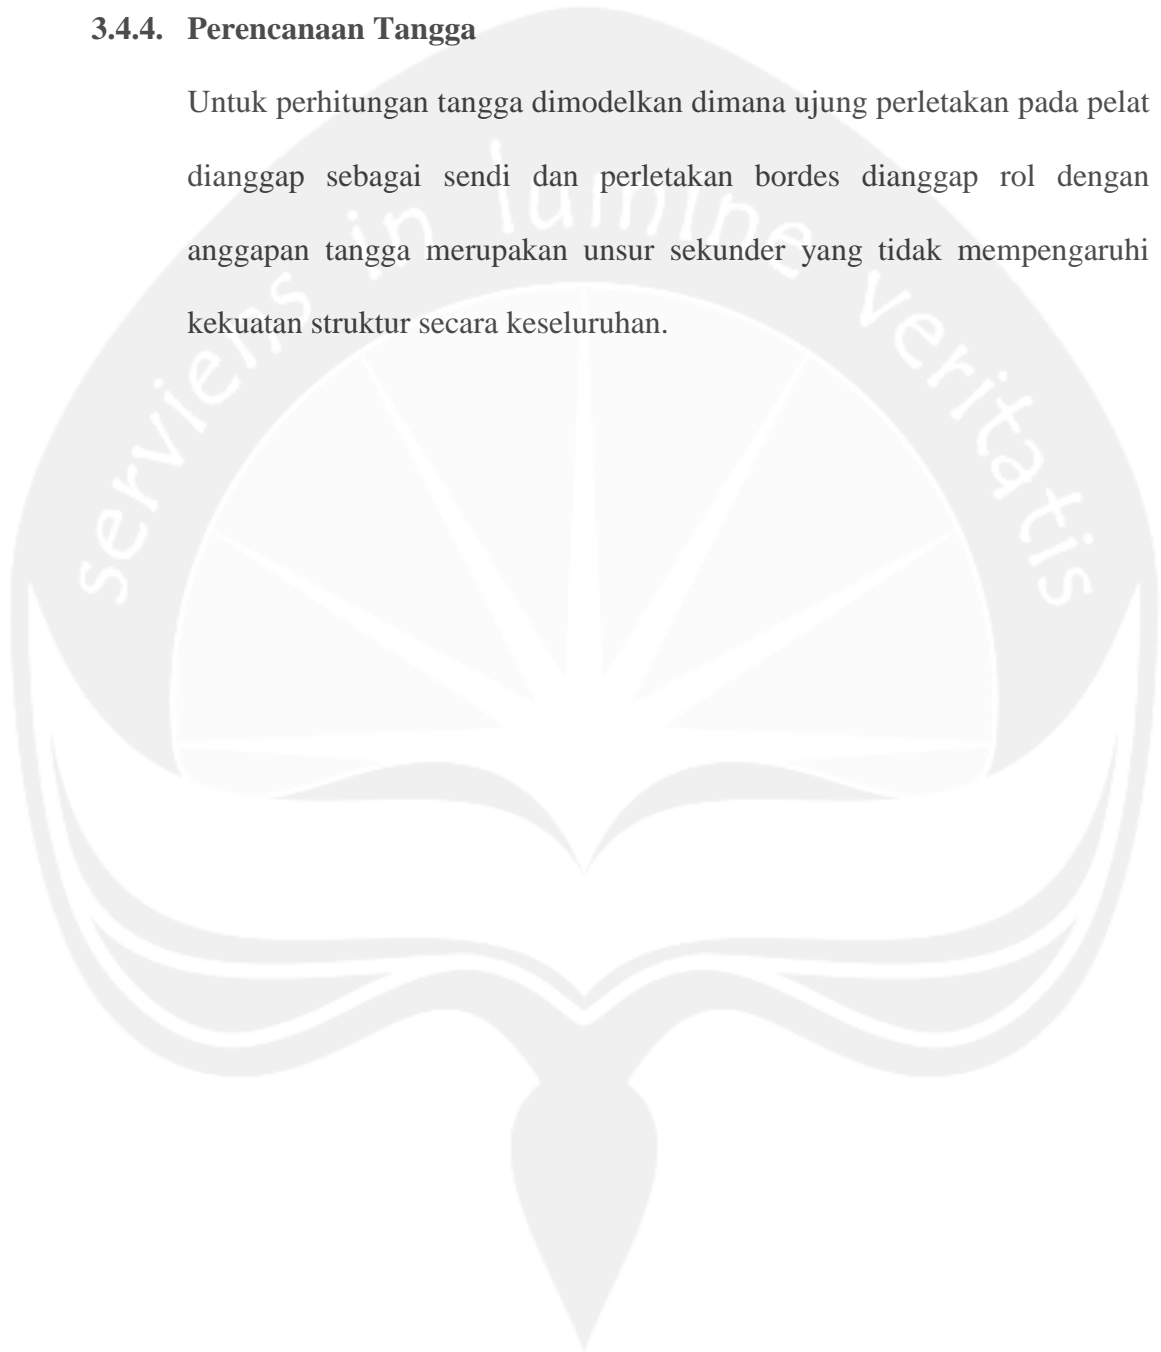 3.4.4. Perencanaan Tangga
Untuk perhitungan tangga dimodelkan dimana ujung perletakan pada pelat
dianggap sebagai sendi dan perletakan bordes dianggap rol dengan
anggapan tangga merupakan unsur sekunder yang tidak mempengaruhi
kekuatan struktur secara keseluruhan.
serviens in lumine veritatis